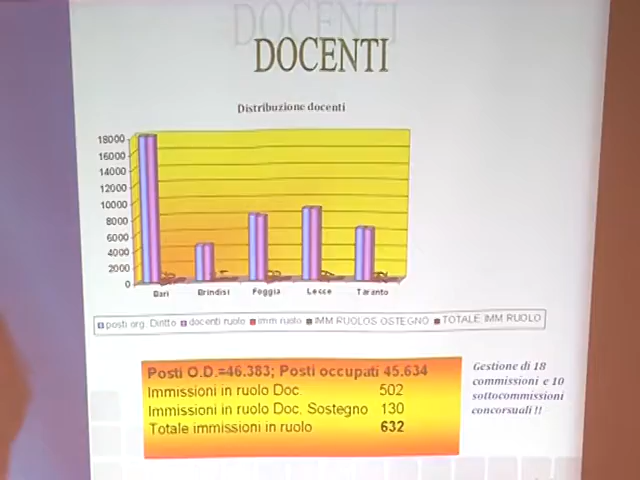 DOCENTI
DOCENTI
Distribuzione docenti
18000
16000
14000
12000
10000
8000
6000
4000
2000
0
Bari Brindisi Foggia Lecce Taranto
posti org. Diritto docenti ruolo imm ruolo IMM RUOLOS OSTEGNO TOTALE IMM RUOLO
Posti O.D.=46.383; Posti occupati 45.634
Immissioni in ruolo Doc. 502
Immissioni in ruolo Doc. Sostegno 130
Totale immissioni in ruolo 632
Gestione di 18
commissioni e 10
sottocommissioni
concorsuali !!